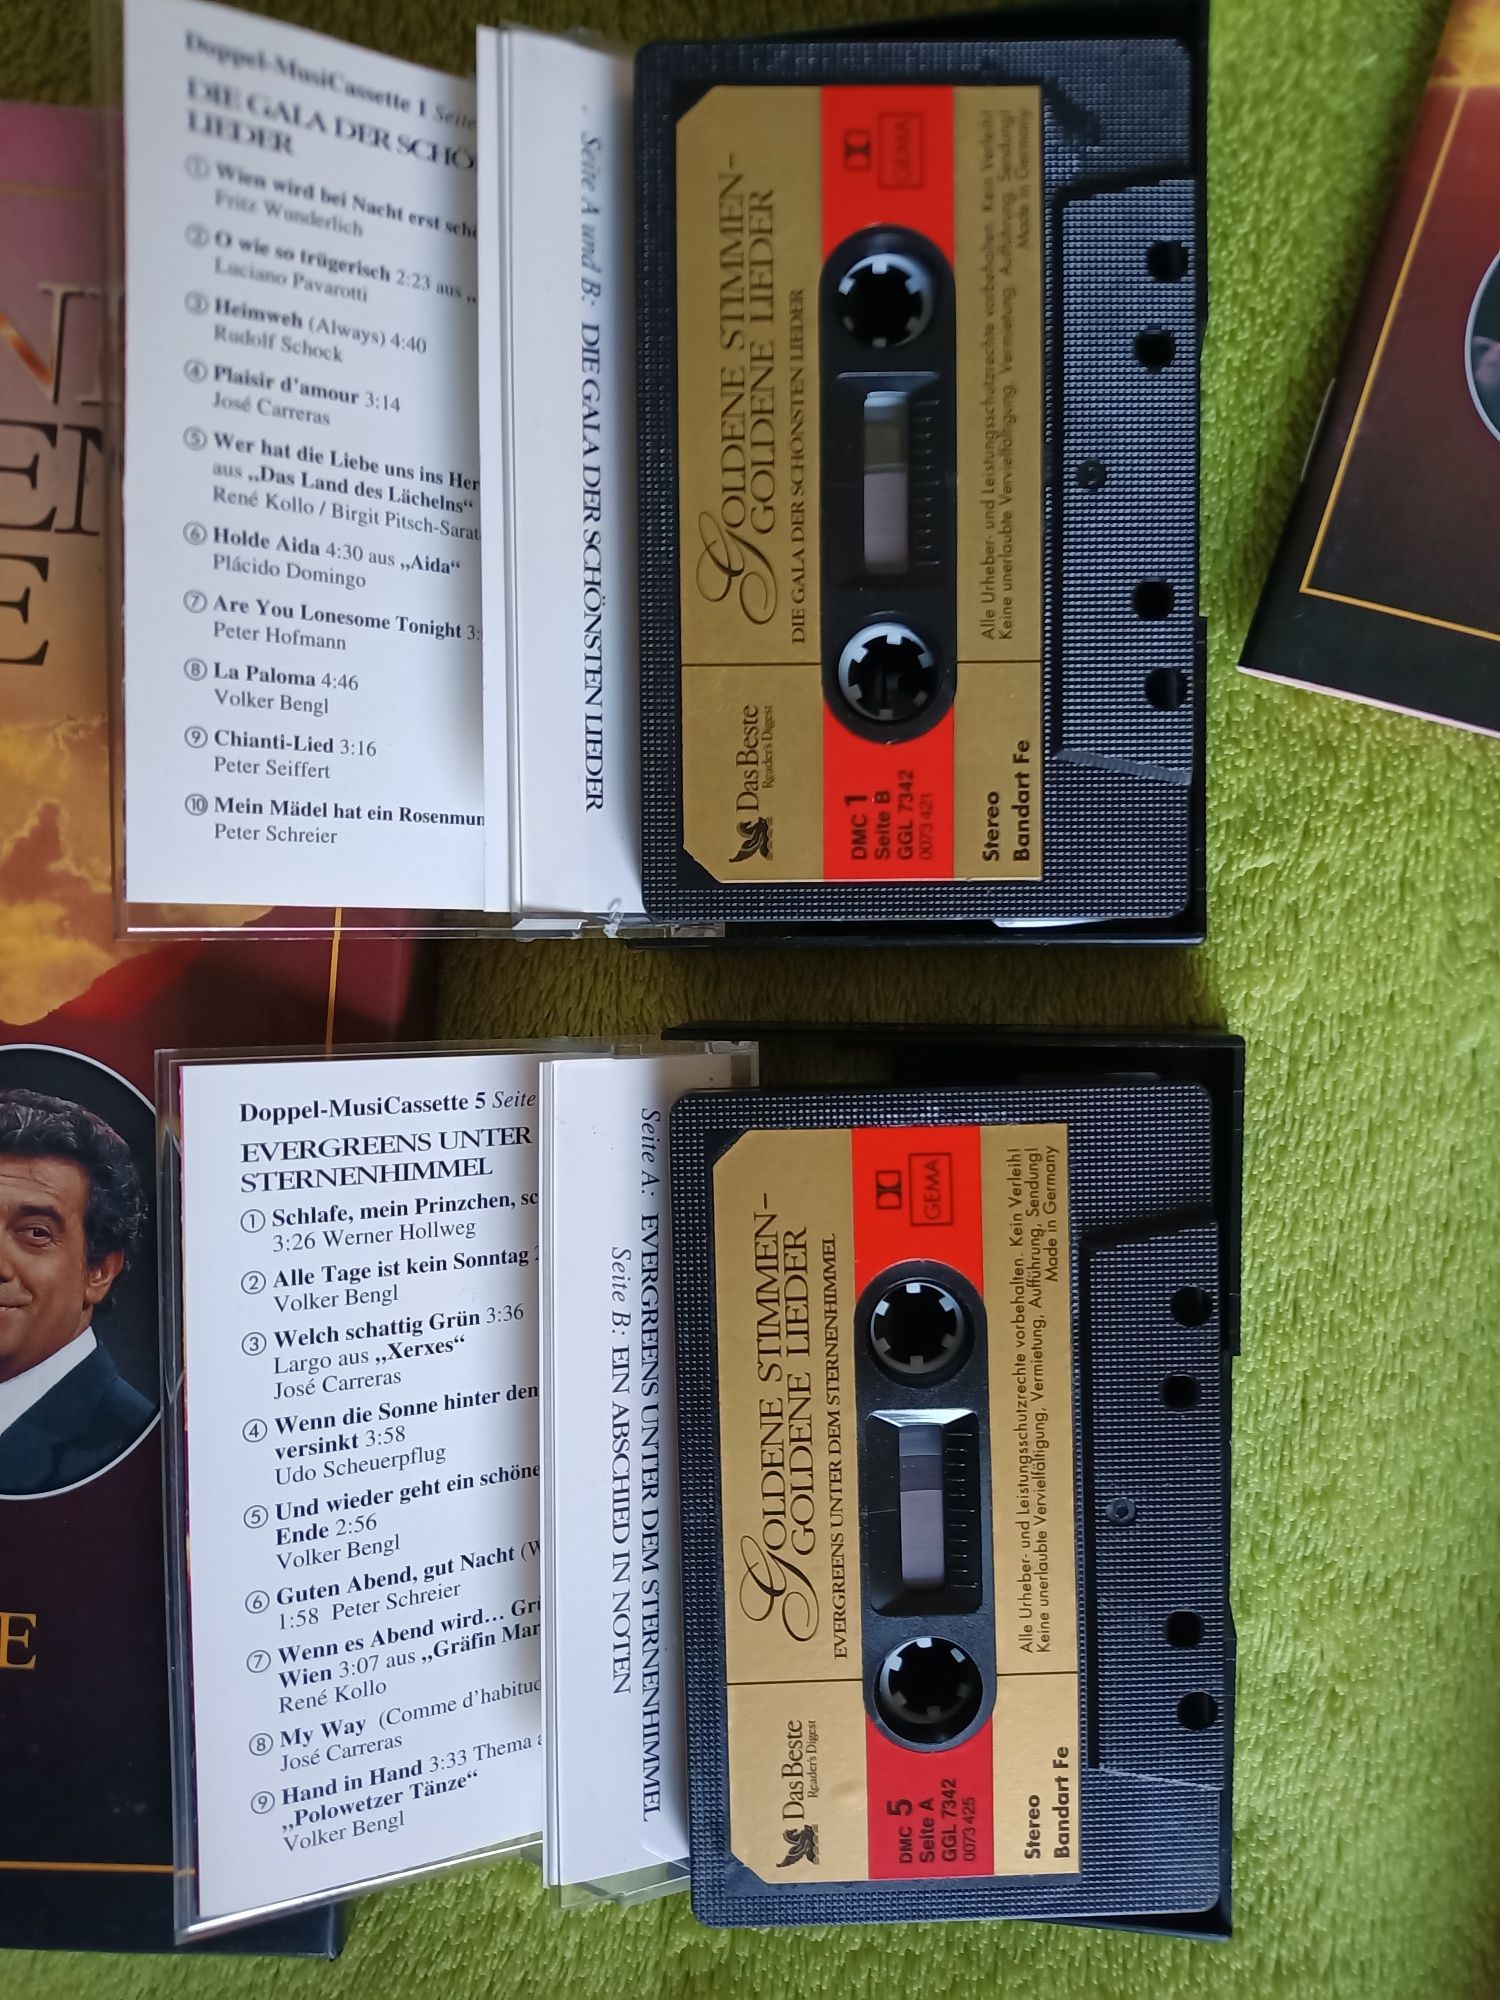 Doppel-MusiCassette 1 Seite
DIE GALA DER SCHÖ
LIEDER
① Wien wird bei Nacht erst schö
Fritz Wunderlich
② O wie so trügerisch 2:23 aus „
Luciano Pavarotti
③ Heimweh (Always) 4:40
Rudolf Schock
④ Plaisir d'amour 3:14
José Carreras
⑤ Wer hat die Liebe uns ins Her
aus „Das Land des Lächelns“
René Kollo / Birgit Pitsch-Sarat
⑥ Holde Aida 4:30 aus „Aida“
Plácido Domingo
⑦ Are You Lonesome Tonight 3:
Peter Hofmann
⑧ La Paloma 4:46
Volker Bengl
⑨ Chianti-Lied 3:16
Peter Seiffert
⑩ Mein Mädel hat ein Rosenmun
Peter Schreier
Seite A und B: DIE GALA DER SCHÖNSTEN LIEDER
GOLDENE STIMMEN-
GOLDENE LIEDER
DIE GALA DER SCHÖNSTEN LIEDER
Das Beste
Reader's Digest
GEMA
DMC 1
Seite B
GGL 7342
0073 421
Alle Urheber- und Leistungsschutzrechte vorbehalten. Kein Verleih!
Keine unerlaubte Vervielfältigung, Vermietung, Aufführung, Sendung!
Made in Germany
Stereo
Bandart Fe
Doppel-MusiCassette 5 Seite
EVERGREENS UNTER
STERNENHIMMEL
① Schlafe, mein Prinzchen, sc
3:26 Werner Hollweg
② Alle Tage ist kein Sonntag
Volker Bengl
③ Welch schattig Grün 3:36
Largo aus „Xerxes“
José Carreras
④ Wenn die Sonne hinter den
versinkt 3:58
Udo Scheuerpflug
⑤ Und wieder geht ein schöne
Ende 2:56
Volker Bengl
⑥ Guten Abend, gut Nacht (W
1:58 Peter Schreier
⑦ Wenn es Abend wird... Gru
Wien 3:07 aus „Gräfin Mar
René Kollo
⑧ My Way (Comme d'habitud
José Carreras
⑨ Hand in Hand 3:33 Thema a
„Polowetzer Tänze“
Volker Bengl
Seite A: EVERGREENS UNTER DEM STERNENHIMMEL
Seite B: EIN ABSCHIED IN NOTEN
GOLDENE STIMMEN-
GOLDENE LIEDER
EVERGREENS UNTER DEM STERNENHIMMEL
Das Beste
Reader's Digest
GEMA
DMC 5
Seite A
GGL 7342
0073 425
Alle Urheber- und Leistungsschutzrechte vorbehalten. Kein Verleih!
Keine unerlaubte Vervielfältigung, Vermietung, Aufführung, Sendung!
Made in Germany
Stereo
Bandart Fe
E